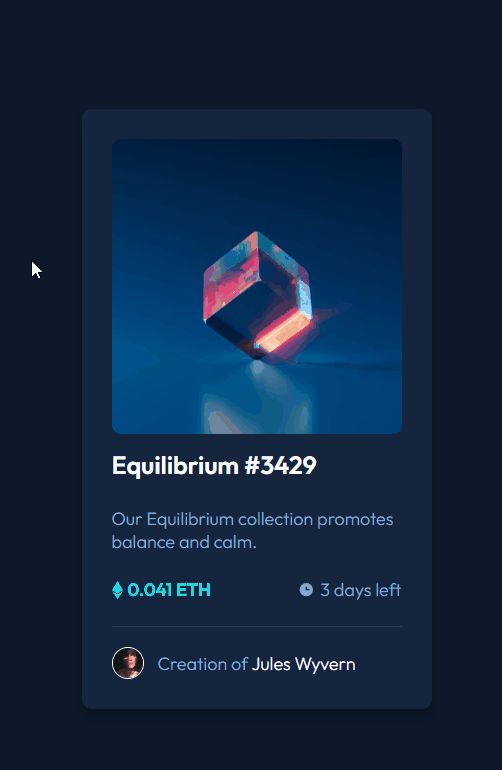 Equilibrium #3429
Our Equilibrium collection promotes
balance and calm.
0.041 ETH 3 days left
Creation of Jules Wyvern